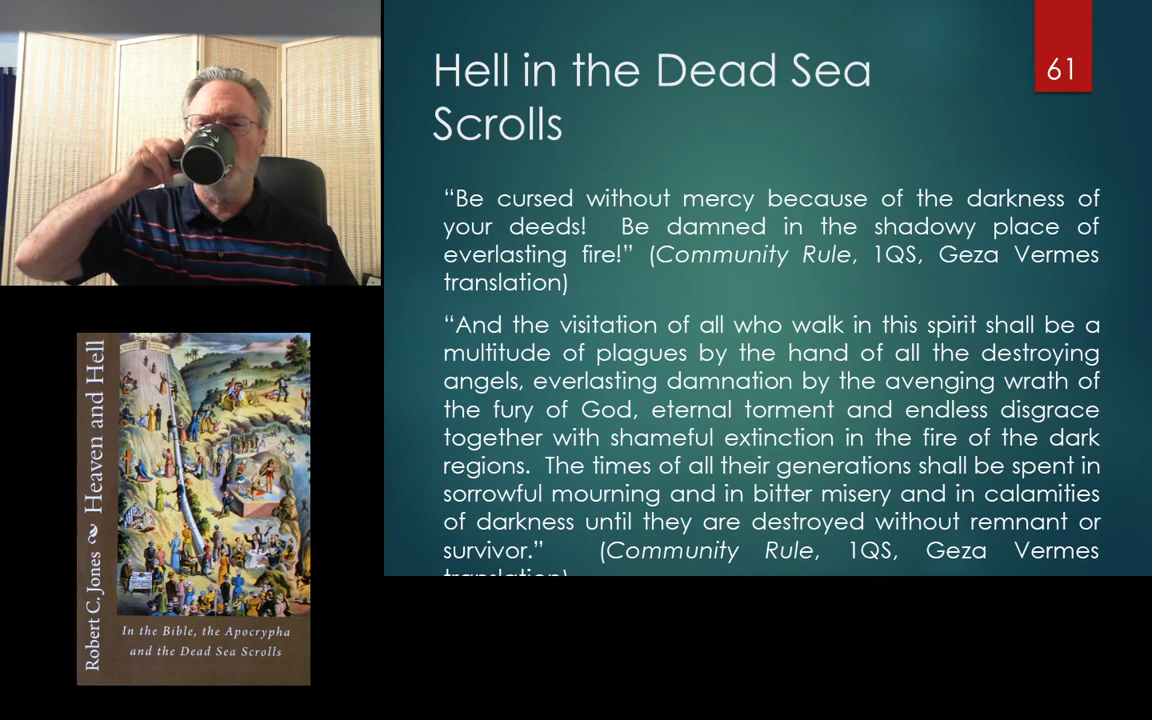 Hell in the Dead Sea
Scrolls
61
“Be cursed without mercy because of the darkness of
your deeds! Be damned in the shadowy place of
everlasting fire!” (Community Rule, 1QS, Geza Vermes
translation)
“And the visitation of all who walk in this spirit shall be a
multitude of plagues by the hand of all the destroying
angels, everlasting damnation by the avenging wrath of
the fury of God, eternal torment and endless disgrace
together with shameful extinction in the fire of the dark
regions. The times of all their generations shall be spent in
sorrowful mourning and in bitter misery and in calamities
of darkness until they are destroyed without remnant or
survivor.” (Community Rule, 1QS, Geza Vermes
translation)
Robert C. Jones Heaven and Hell
In the Bible, the Apocrypha
and the Dead Sea Scrolls